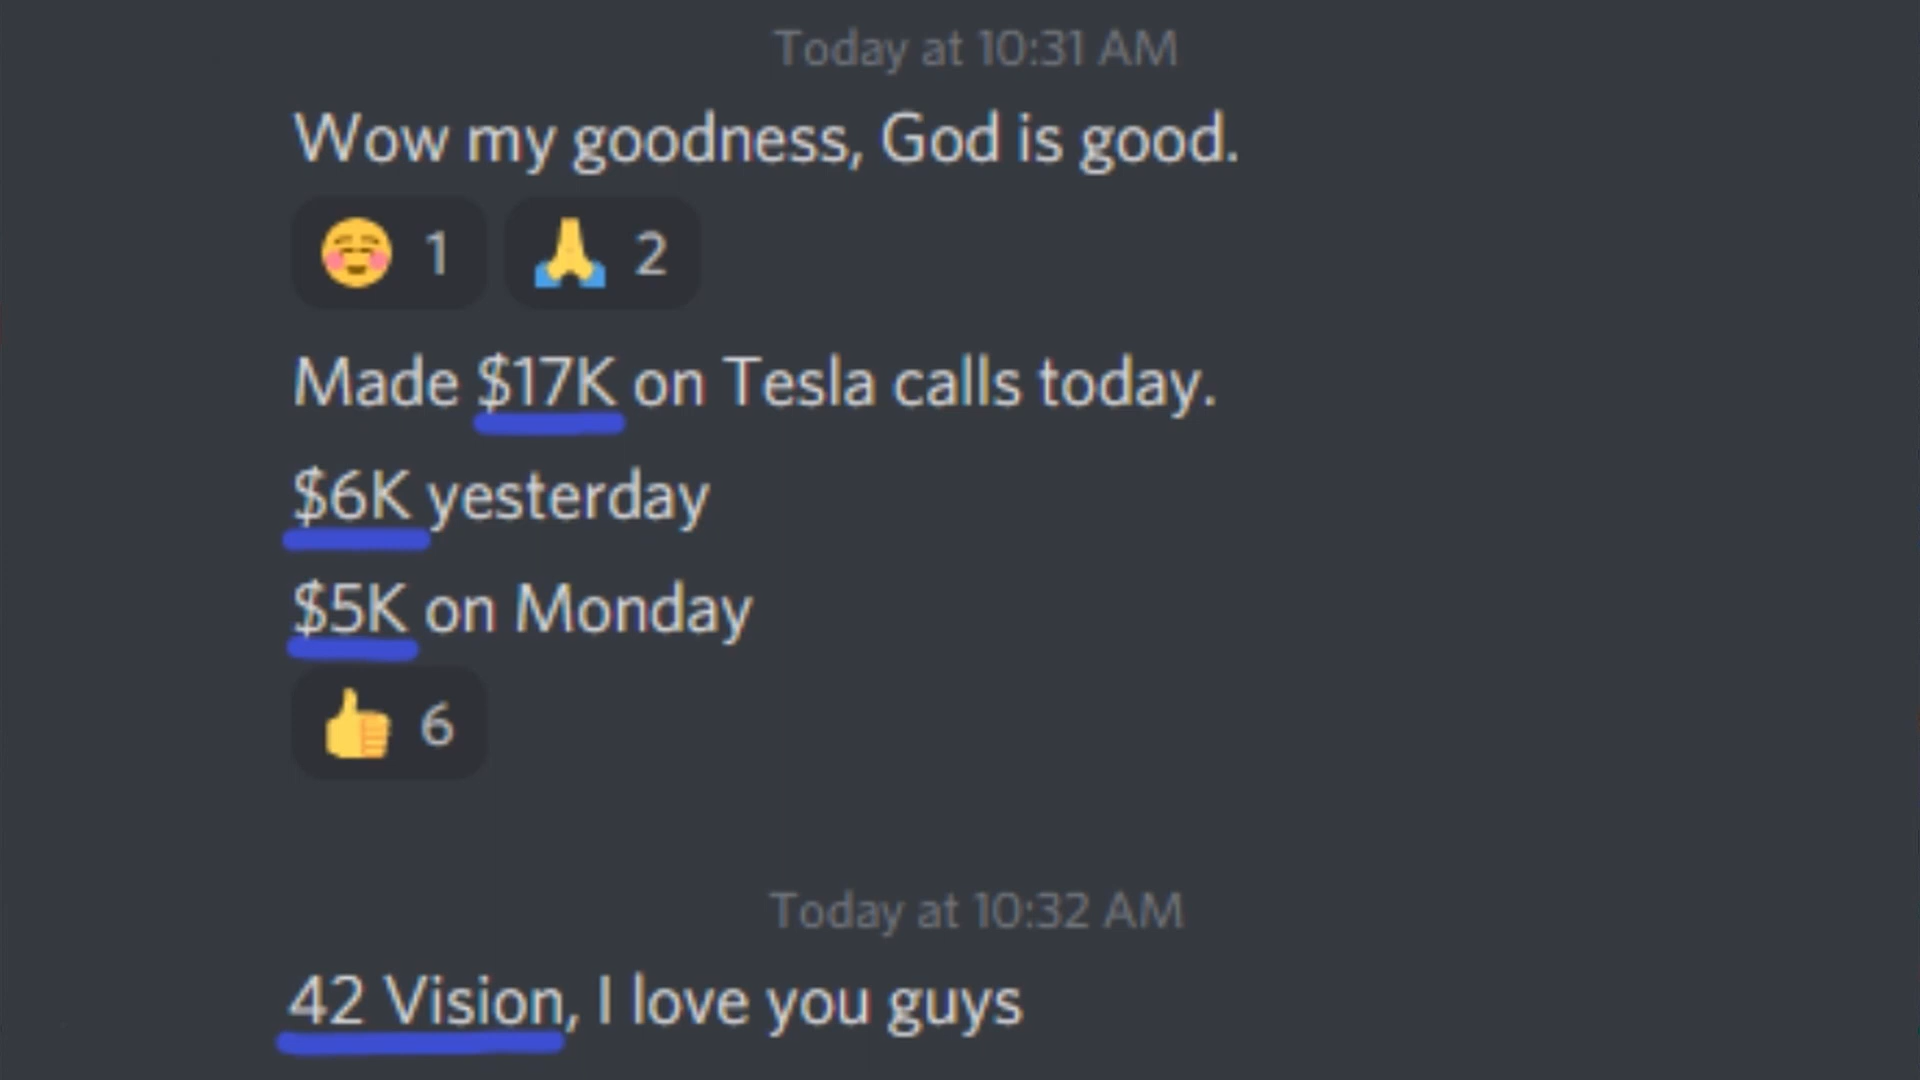 Today at 10:31 AM
Wow my goodness, God is good.
1 2
Made $17K on Tesla calls today.
$6K yesterday
$5K on Monday
6
Today at 10:32 AM
42 Vision, I love you guys